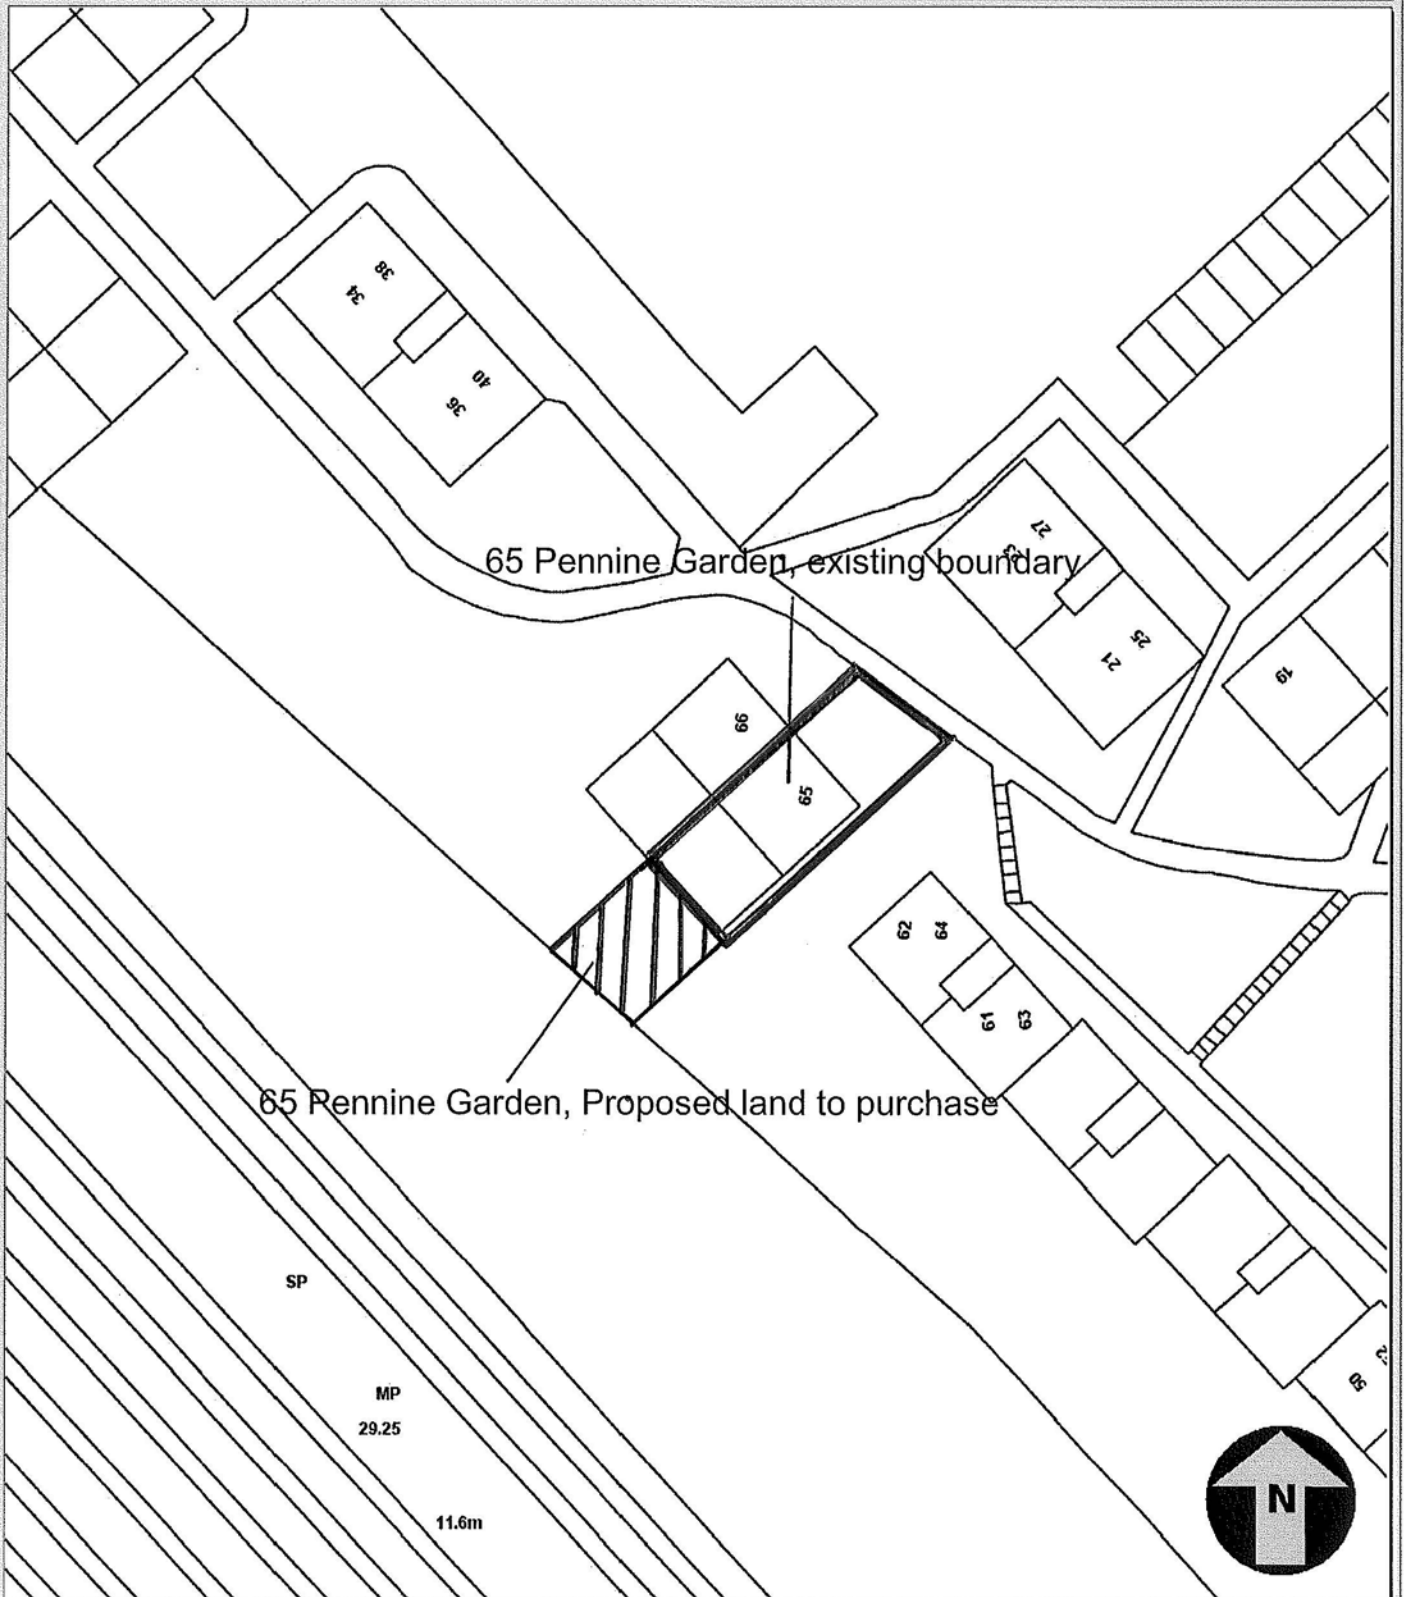 38
34
40
36
65 Pennine Garden, existing boundary
27
23
25
21
19
66
65
62 64
61 63
65 Pennine Garden, Proposed land to purchase
SP
MP
29.25
50
N
11.6m